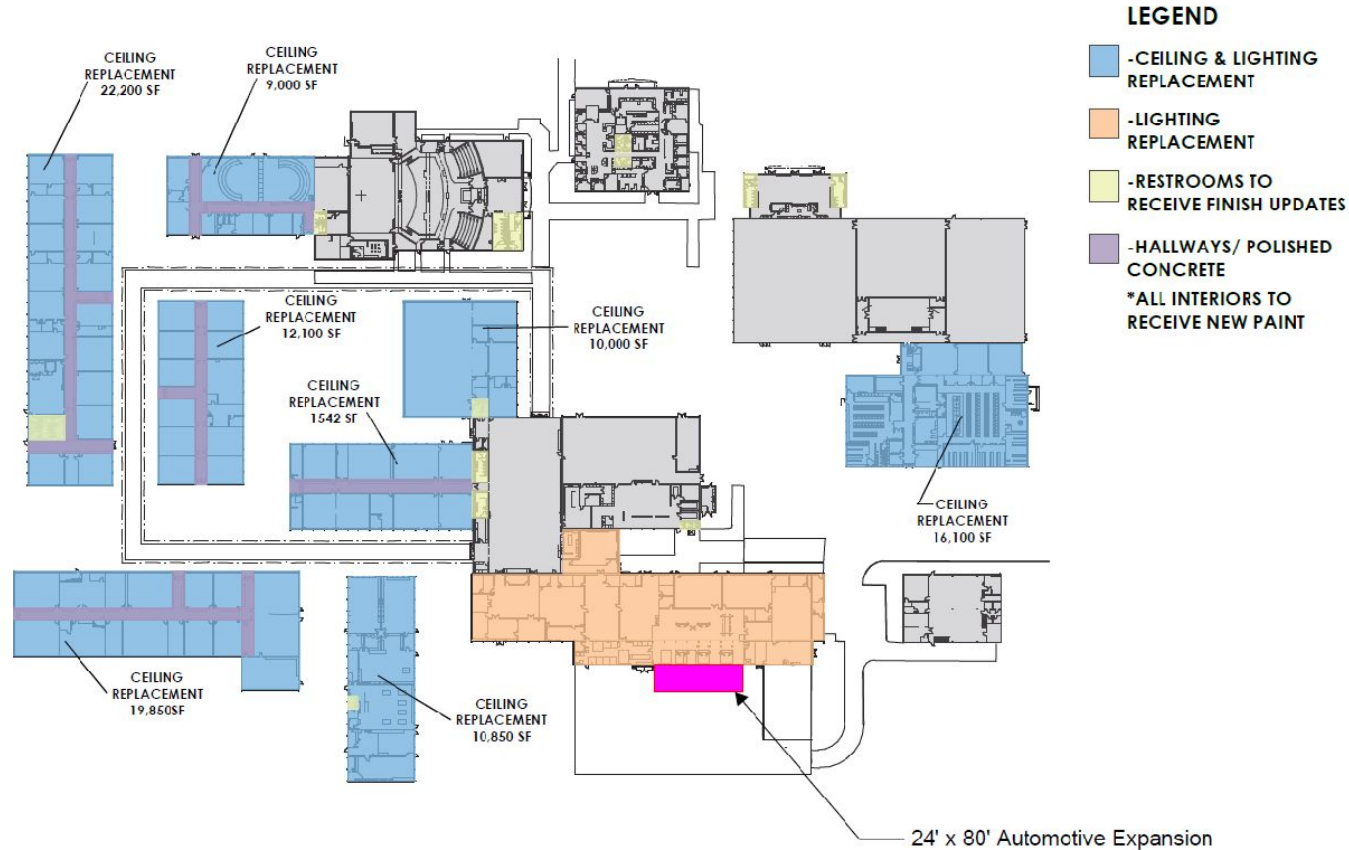 LEGEND
-CEILING & LIGHTING
REPLACEMENT
-LIGHTING
REPLACEMENT
-RESTROOMS TO
RECEIVE FINISH UPDATES
-HALLWAYS/ POLISHED
CONCRETE
*ALL INTERIORS TO
RECEIVE NEW PAINT
CEILING
REPLACEMENT
22,200 SF
CEILING
REPLACEMENT
9,000 SF
CEILING
REPLACEMENT
12,100 SF
CEILING
REPLACEMENT
10,000 SF
CEILING
REPLACEMENT
1542 SF
CEILING
REPLACEMENT
16,100 SF
CEILING
REPLACEMENT
19,850SF
CEILING
REPLACEMENT
10,850 SF
24' x 80' Automotive Expansion